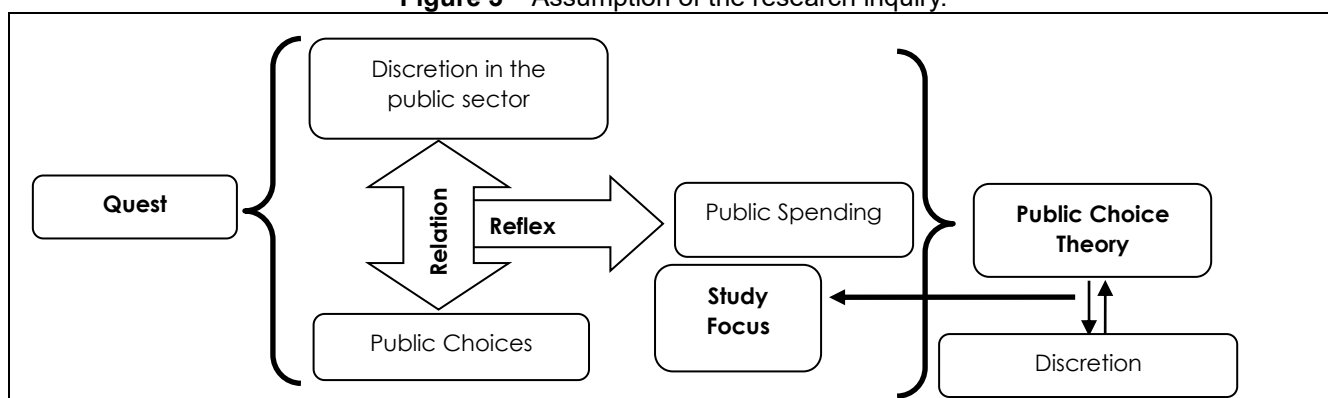 Figure 3 – Assumption of the research inquiry.
Discretion in the
public sector
Quest
Relation
Reflex
Public Spending
Public Choice
Theory
Study
Focus
Public Choices
Discretion